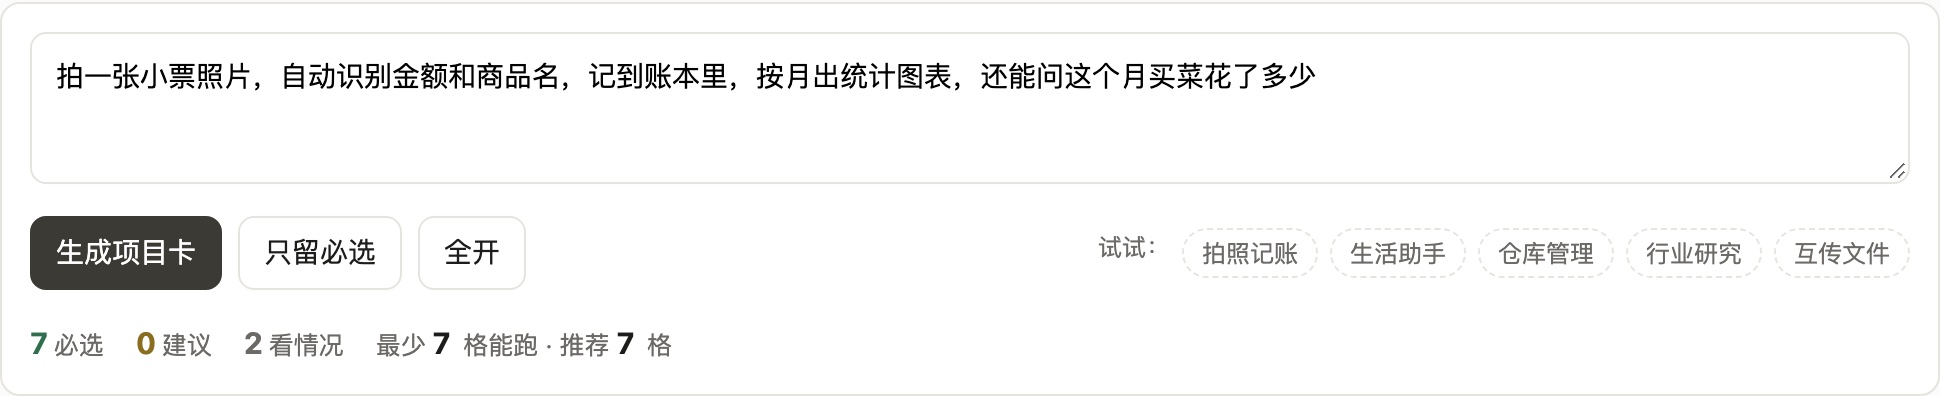 拍一张小票照片，自动识别金额和商品名，记到账本里，按月出统计图表，还能问这个月买菜花了多少
生成项目卡 只留必选 全开 试试： 拍照记账 生活助手 仓库管理 行业研究 互传文件
7 必选 0 建议 2 看情况 最少 7 格能跑 · 推荐 7 格